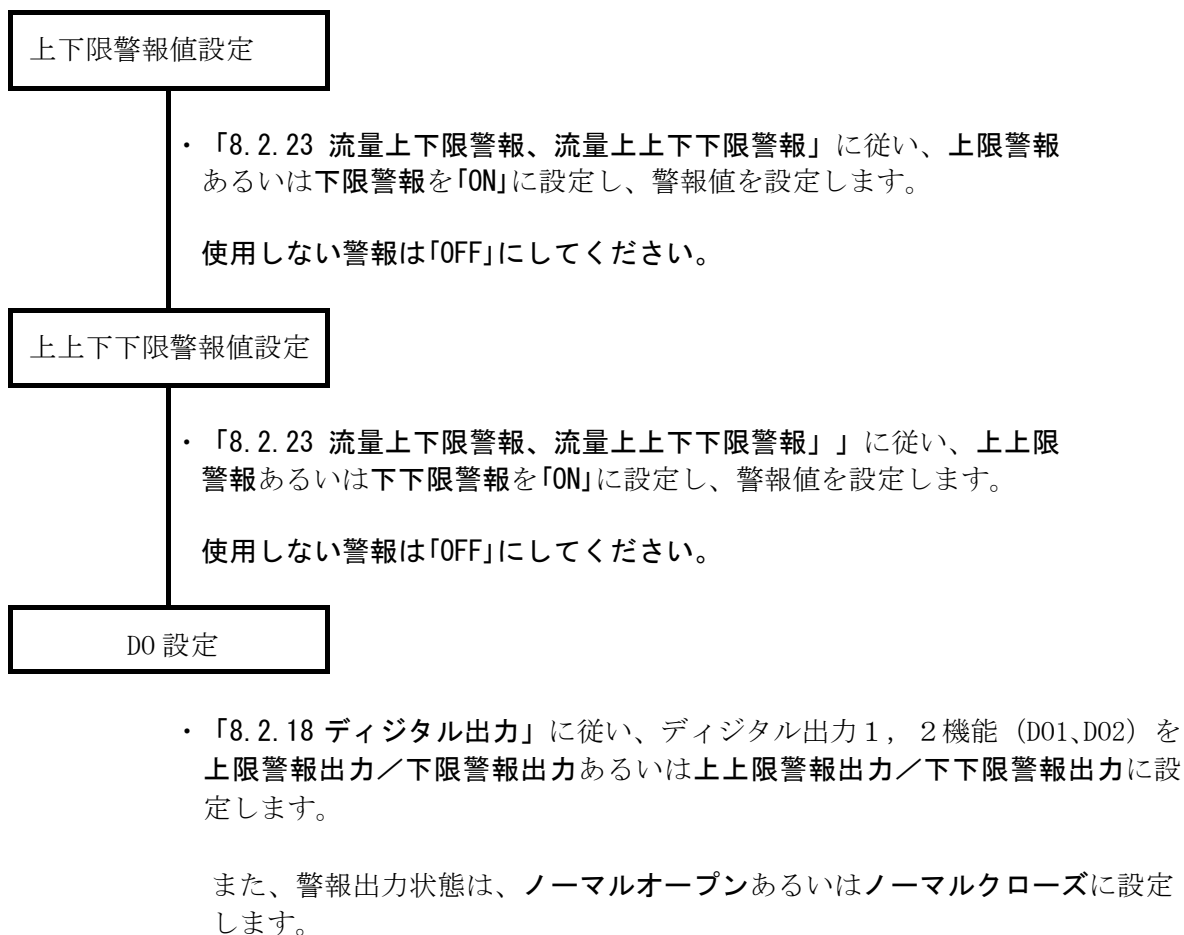 上下限警報値設定
・「8.2.23 流量上下限警報、流量上上下下限警報」に従い、上限警報
あるいは下限警報を「ON」に設定し、警報値を設定します。
使用しない警報は「OFF」にしてください。
上上下下限警報値設定
・「8.2.23 流量上下限警報、流量上上下下限警報」」に従い、上上限
警報あるいは下下限警報を「ON」に設定し、警報値を設定します。
使用しない警報は「OFF」にしてください。
DO 設定
・「8.2.18 ディジタル出力」に従い、ディジタル出力１，２機能（DO1、DO2）を
上限警報出力／下限警報出力あるいは上上限警報出力／下下限警報出力に設
定します。
また、警報出力状態は、ノーマルオープンあるいはノーマルクローズに設定
します。